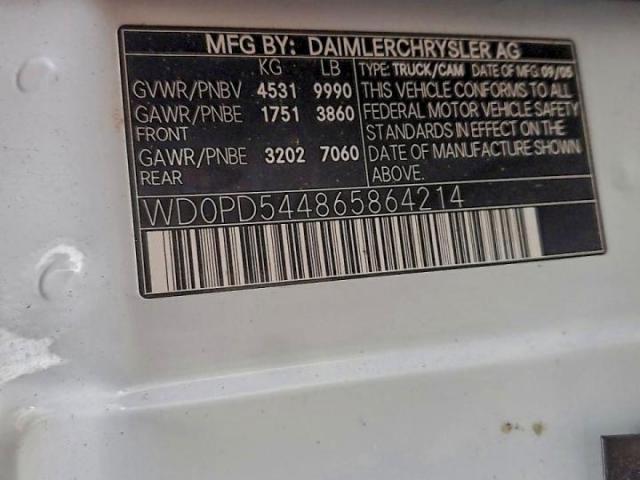 MFG BY: DAIMLERCHRYSLER AG
KG LB
GVWR/PNBV 4531 9990
GAWR/PNBE 1751 3860
FRONT
GAWR/PNBE 3202 7060
REAR
TYPE: TRUCK/CAM DATE OF MFG 09/05
THIS VEHICLE CONFORMS TO ALL
FEDERAL MOTOR VEHICLE SAFETY
STANDARDS IN EFFECT ON THE
DATE OF MANUFACTURE SHOWN
ABOVE.
WD0PD544865864214